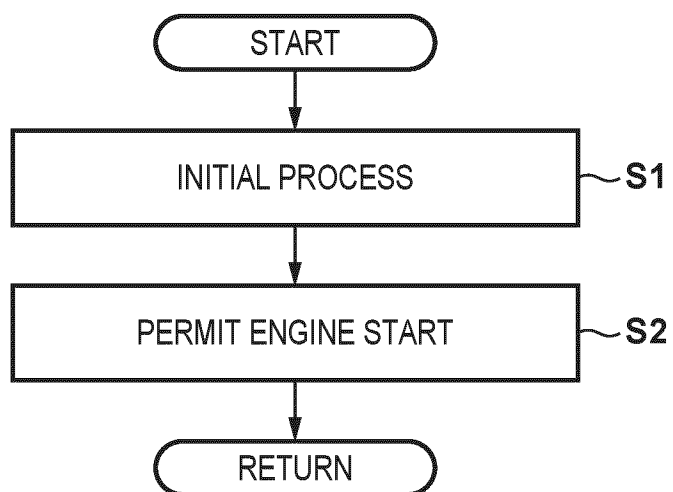 START
INITIAL PROCESS
S1
PERMIT ENGINE START
S2
RETURN